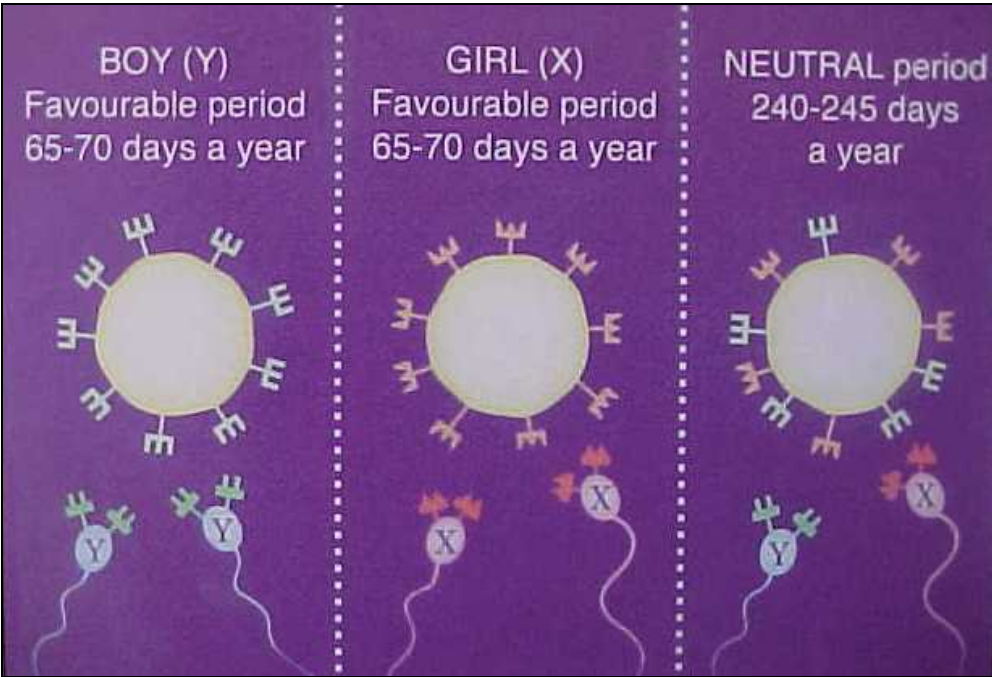 BOY (Y)
Favourable period
65-70 days a year
GIRL (X)
Favourable period
65-70 days a year
NEUTRAL period
240-245 days
a year
Y
Y
X
X
Y
X